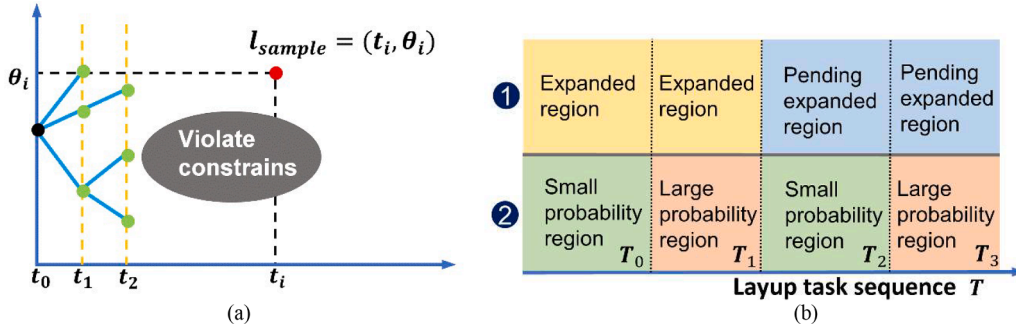 l_sample = (t_i, θ_i)
θ_i
Violate
constrains
t_0 t_1 t_2 t_i
(a)
1
Expanded
region
Expanded
region
Pending
expanded
region
Pending
expanded
region
2
Small
probability
region
T_0
Large
probability
region
T_1
Small
probability
region
T_2
Large
probability
region
T_3
Layup task sequence T
(b)